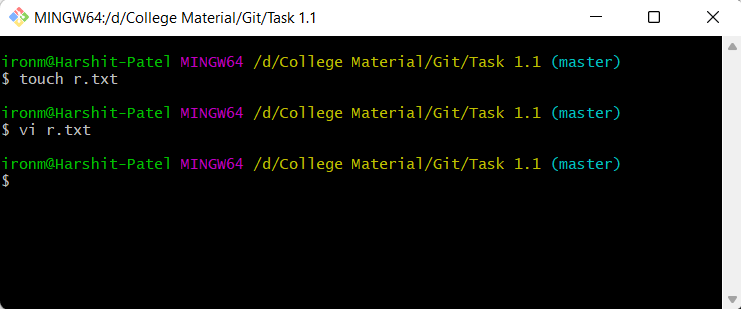 MINGW64:/d/College Material/Git/Task 1.1
ironm@Harshit-Patel MINGW64 /d/College Material/Git/Task 1.1 (master)
$ touch r.txt
ironm@Harshit-Patel MINGW64 /d/College Material/Git/Task 1.1 (master)
$ vi r.txt
ironm@Harshit-Patel MINGW64 /d/College Material/Git/Task 1.1 (master)
$